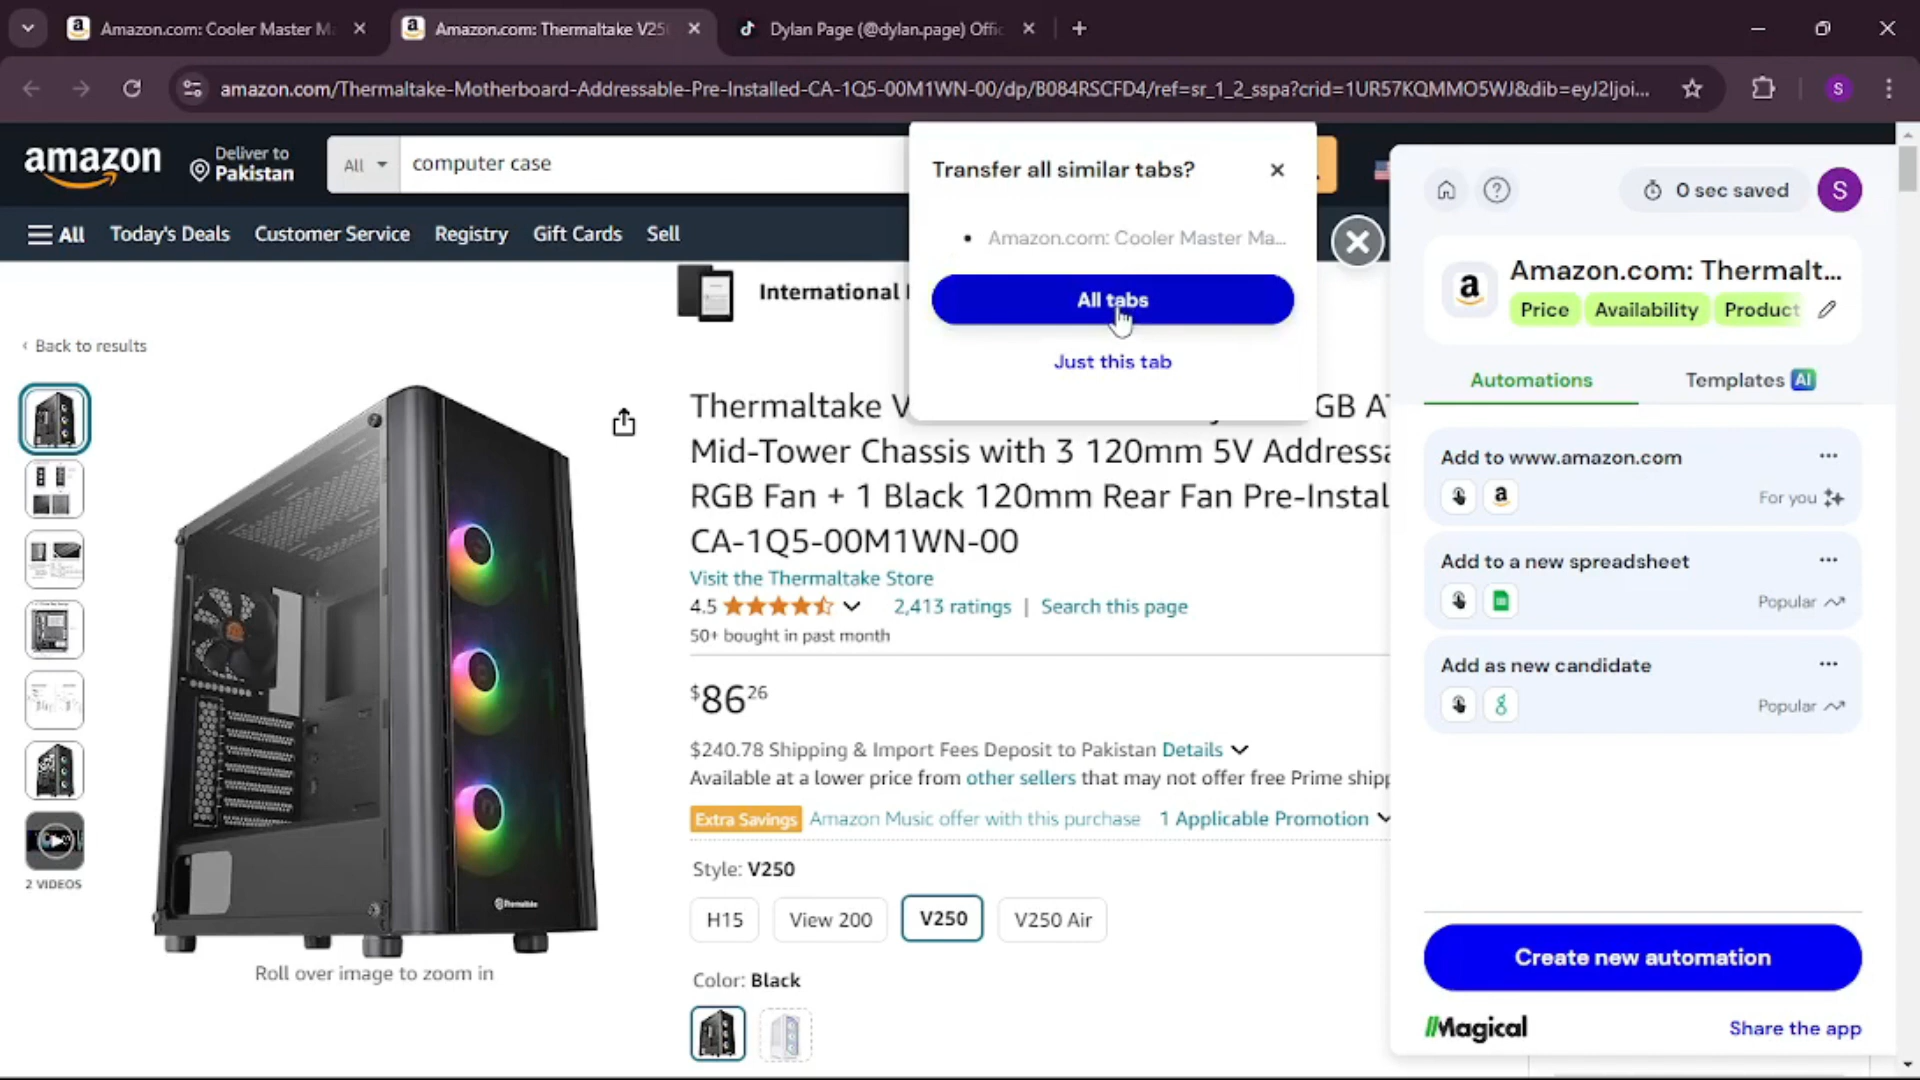 Amazon.com: Cooler Master Ma
Amazon.com: Thermaltake V25
Dylan Page (@dylan.page) Offic
amazon.com/Thermaltake-Motherboard-Addressable-Pre-Installed-CA-1Q5-00M1WN-00/dp/B084RSCFD4/ref=sr_1_2_sspa?crid=1UR57KQMMO5WJ&dib=eyJ2Ijoi...
S
amazon
Deliver to
Pakistan
All
computer case
All
Today's Deals
Customer Service
Registry
Gift Cards
Sell
Transfer all similar tabs?
• Amazon.com: Cooler Master Ma...
All tabs
Just this tab
International
‹ Back to results
Thermaltake V GB AT
Mid-Tower Chassis with 3 120mm 5V Addressa
RGB Fan + 1 Black 120mm Rear Fan Pre-Instal
CA-1Q5-00M1WN-00
Visit the Thermaltake Store
4.5 2,413 ratings | Search this page
50+ bought in past month
$86 26
$240.78 Shipping & Import Fees Deposit to Pakistan Details
Available at a lower price from other sellers that may not offer free Prime shipp
Extra Savings Amazon Music offer with this purchase 1 Applicable Promotion
Style: V250
H15
View 200
V250
V250 Air
Color: Black
2 VIDEOS
Thermaltake
Roll over image to zoom in
0 sec saved
S
Amazon.com: Thermalt...
Price
Availability
Product
Automations
Templates AI
Add to www.amazon.com
For you
Add to a new spreadsheet
Popular
Add as new candidate
Popular
Create new automation
Magical
Share the app